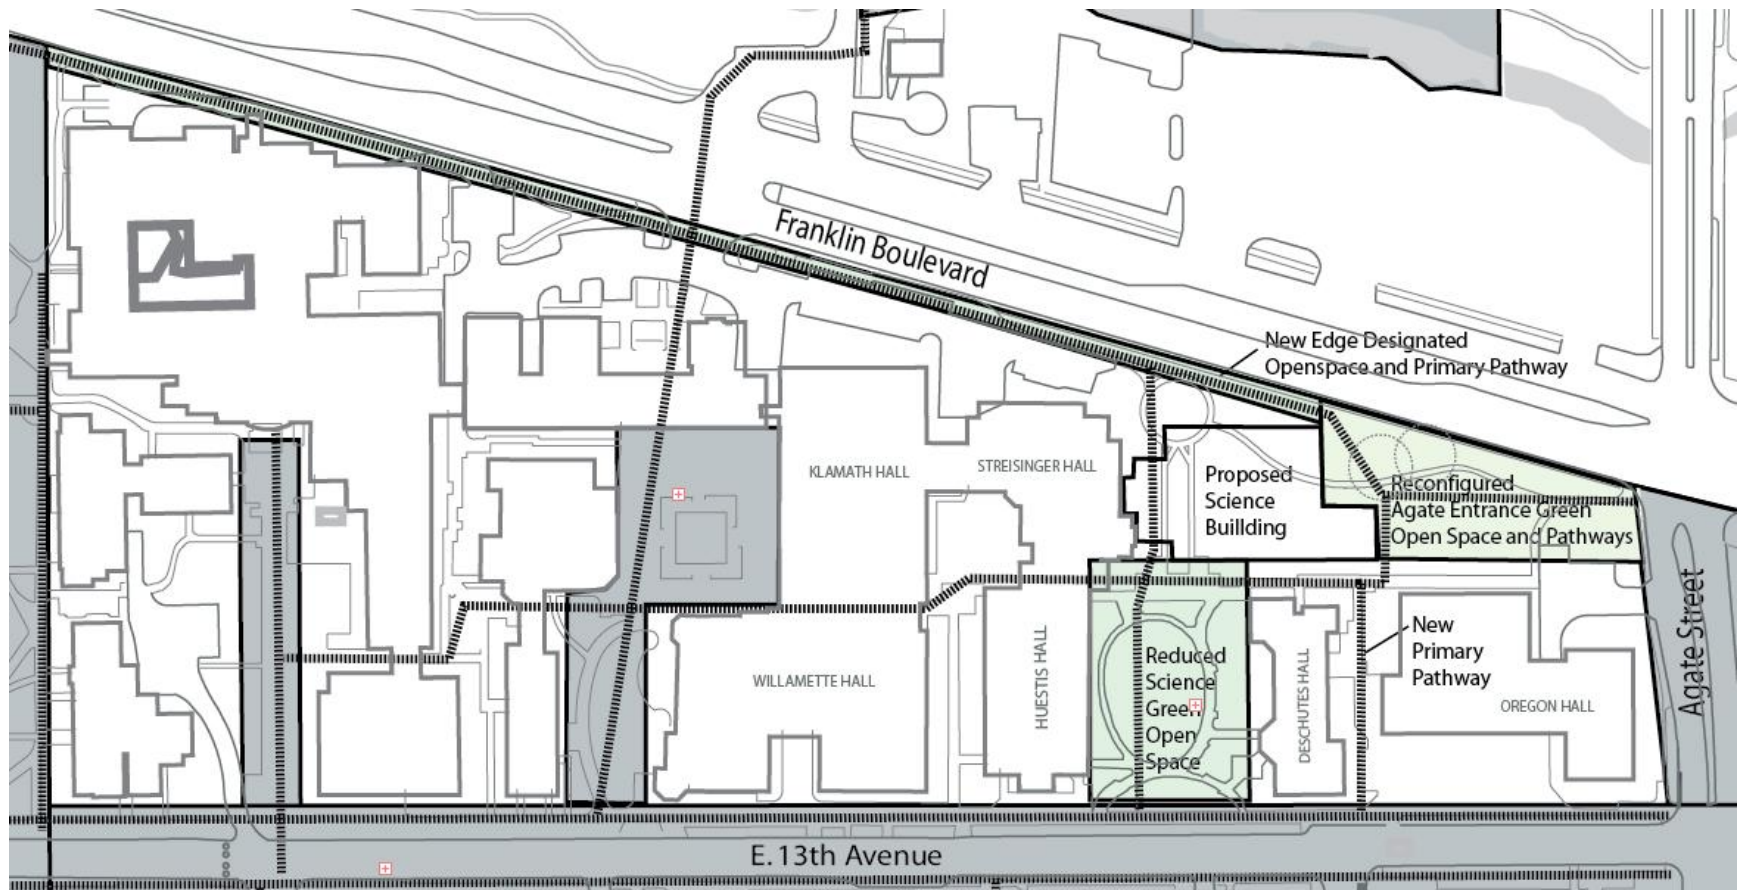 Franklin Boulevard
New Edge Designated
Openspace and Primary Pathway
KLAMATH HALL
STREISINGER HALL
Proposed
Science
Buillding
Reconfigured
Agate Entrance Green
Open Space and Pathways
WILLAMETTE HALL
HUESTIS HALL
Reduced
Science
Green
Open
Space
DESCHUTES HALL
New
Primary
Pathway
OREGON HALL
Agate Street
E. 13th Avenue